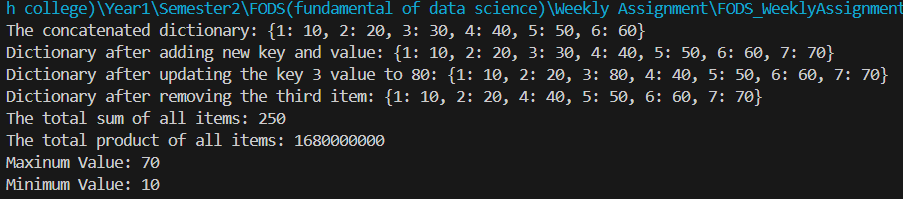 h college)\Year1\Semester2\FODS(fundamental of data science)\Weekly Assignment\FODS_WeeklyAssignment
The concatenated dictionary: {1: 10, 2: 20, 3: 30, 4: 40, 5: 50, 6: 60}
Dictionary after adding new key and value: {1: 10, 2: 20, 3: 30, 4: 40, 5: 50, 6: 60, 7: 70}
Dictionary after updating the key 3 value to 80: {1: 10, 2: 20, 3: 80, 4: 40, 5: 50, 6: 60, 7: 70}
Dictionary after removing the third item: {1: 10, 2: 20, 4: 40, 5: 50, 6: 60, 7: 70}
The total sum of all items: 250
The total product of all items: 1680000000
Maxinum Value: 70
Minimum Value: 10